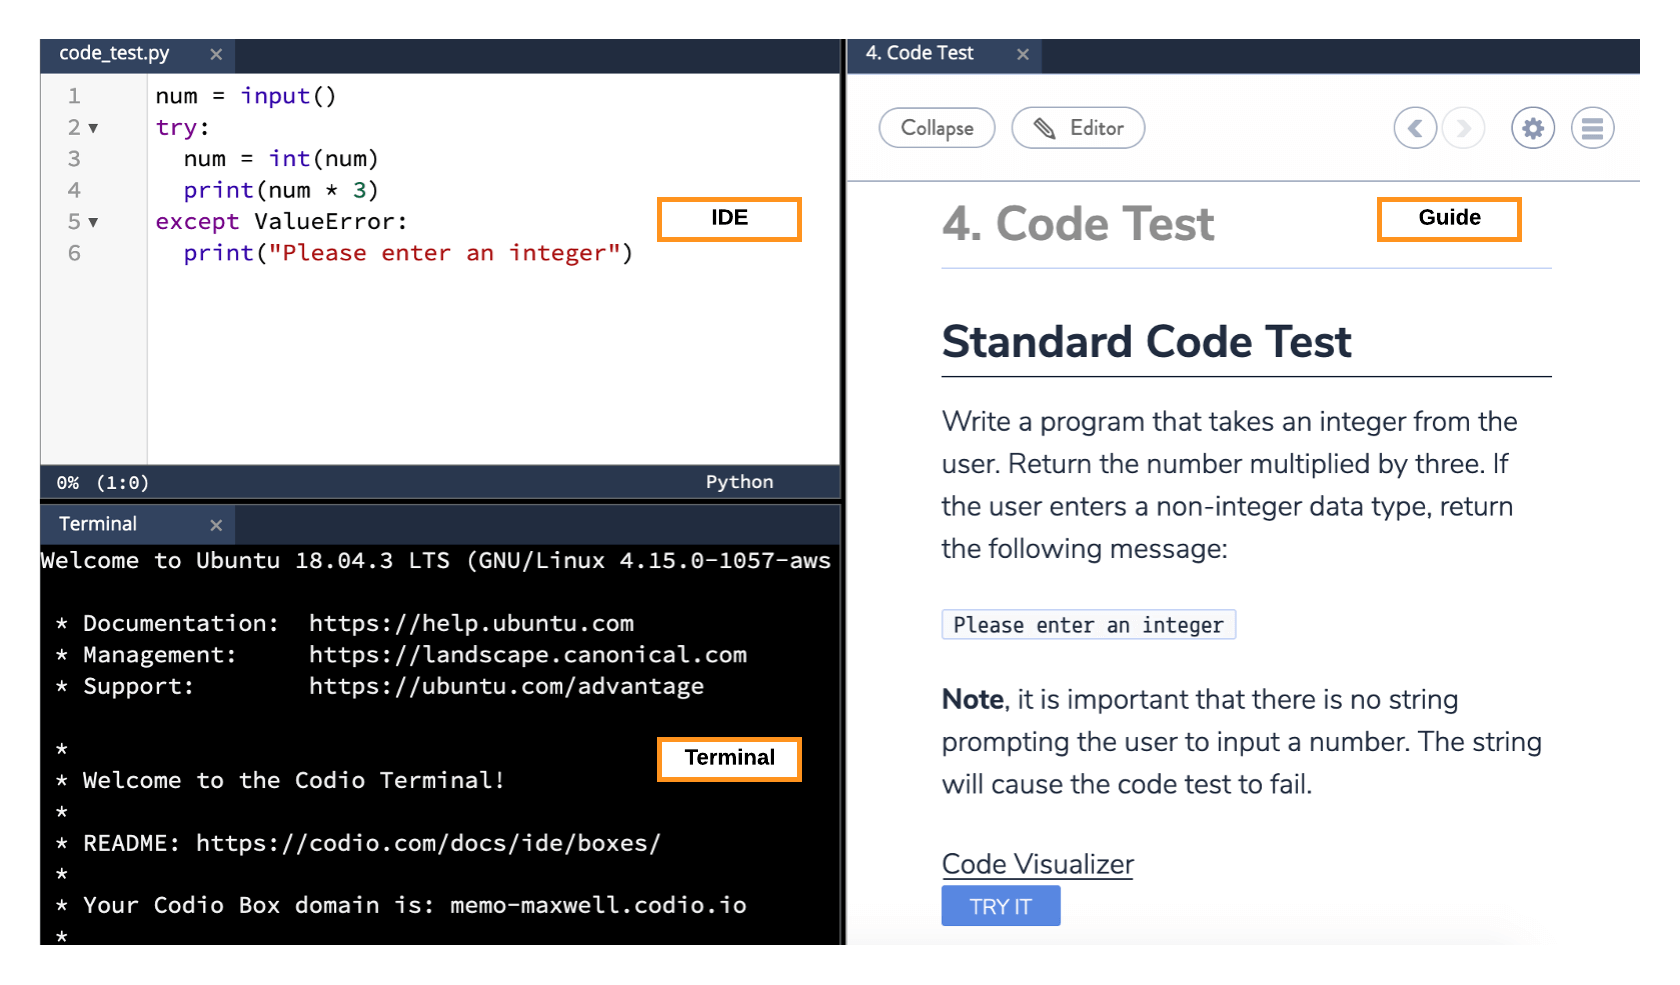 code_test.py ×
1 num = input()
2 ▾ try:
3   num = int(num)
4   print(num * 3)
5 ▾ except ValueError:
6   print("Please enter an integer")
IDE
0% (1:0) Python
Terminal ×
Welcome to Ubuntu 18.04.3 LTS (GNU/Linux 4.15.0-1057-aws
* Documentation:  https://help.ubuntu.com
* Management:     https://landscape.canonical.com
* Support:        https://ubuntu.com/advantage
*
* Welcome to the Codio Terminal!
*
* README: https://codio.com/docs/ide/boxes/
*
* Your Codio Box domain is: memo-maxwell.codio.io
*
Terminal
4. Code Test ×
Collapse
Editor
4. Code Test
Guide
Standard Code Test
Write a program that takes an integer from the
user. Return the number multiplied by three. If
the user enters a non-integer data type, return
the following message:
Please enter an integer
Note, it is important that there is no string
prompting the user to input a number. The string
will cause the code test to fail.
Code Visualizer
TRY IT